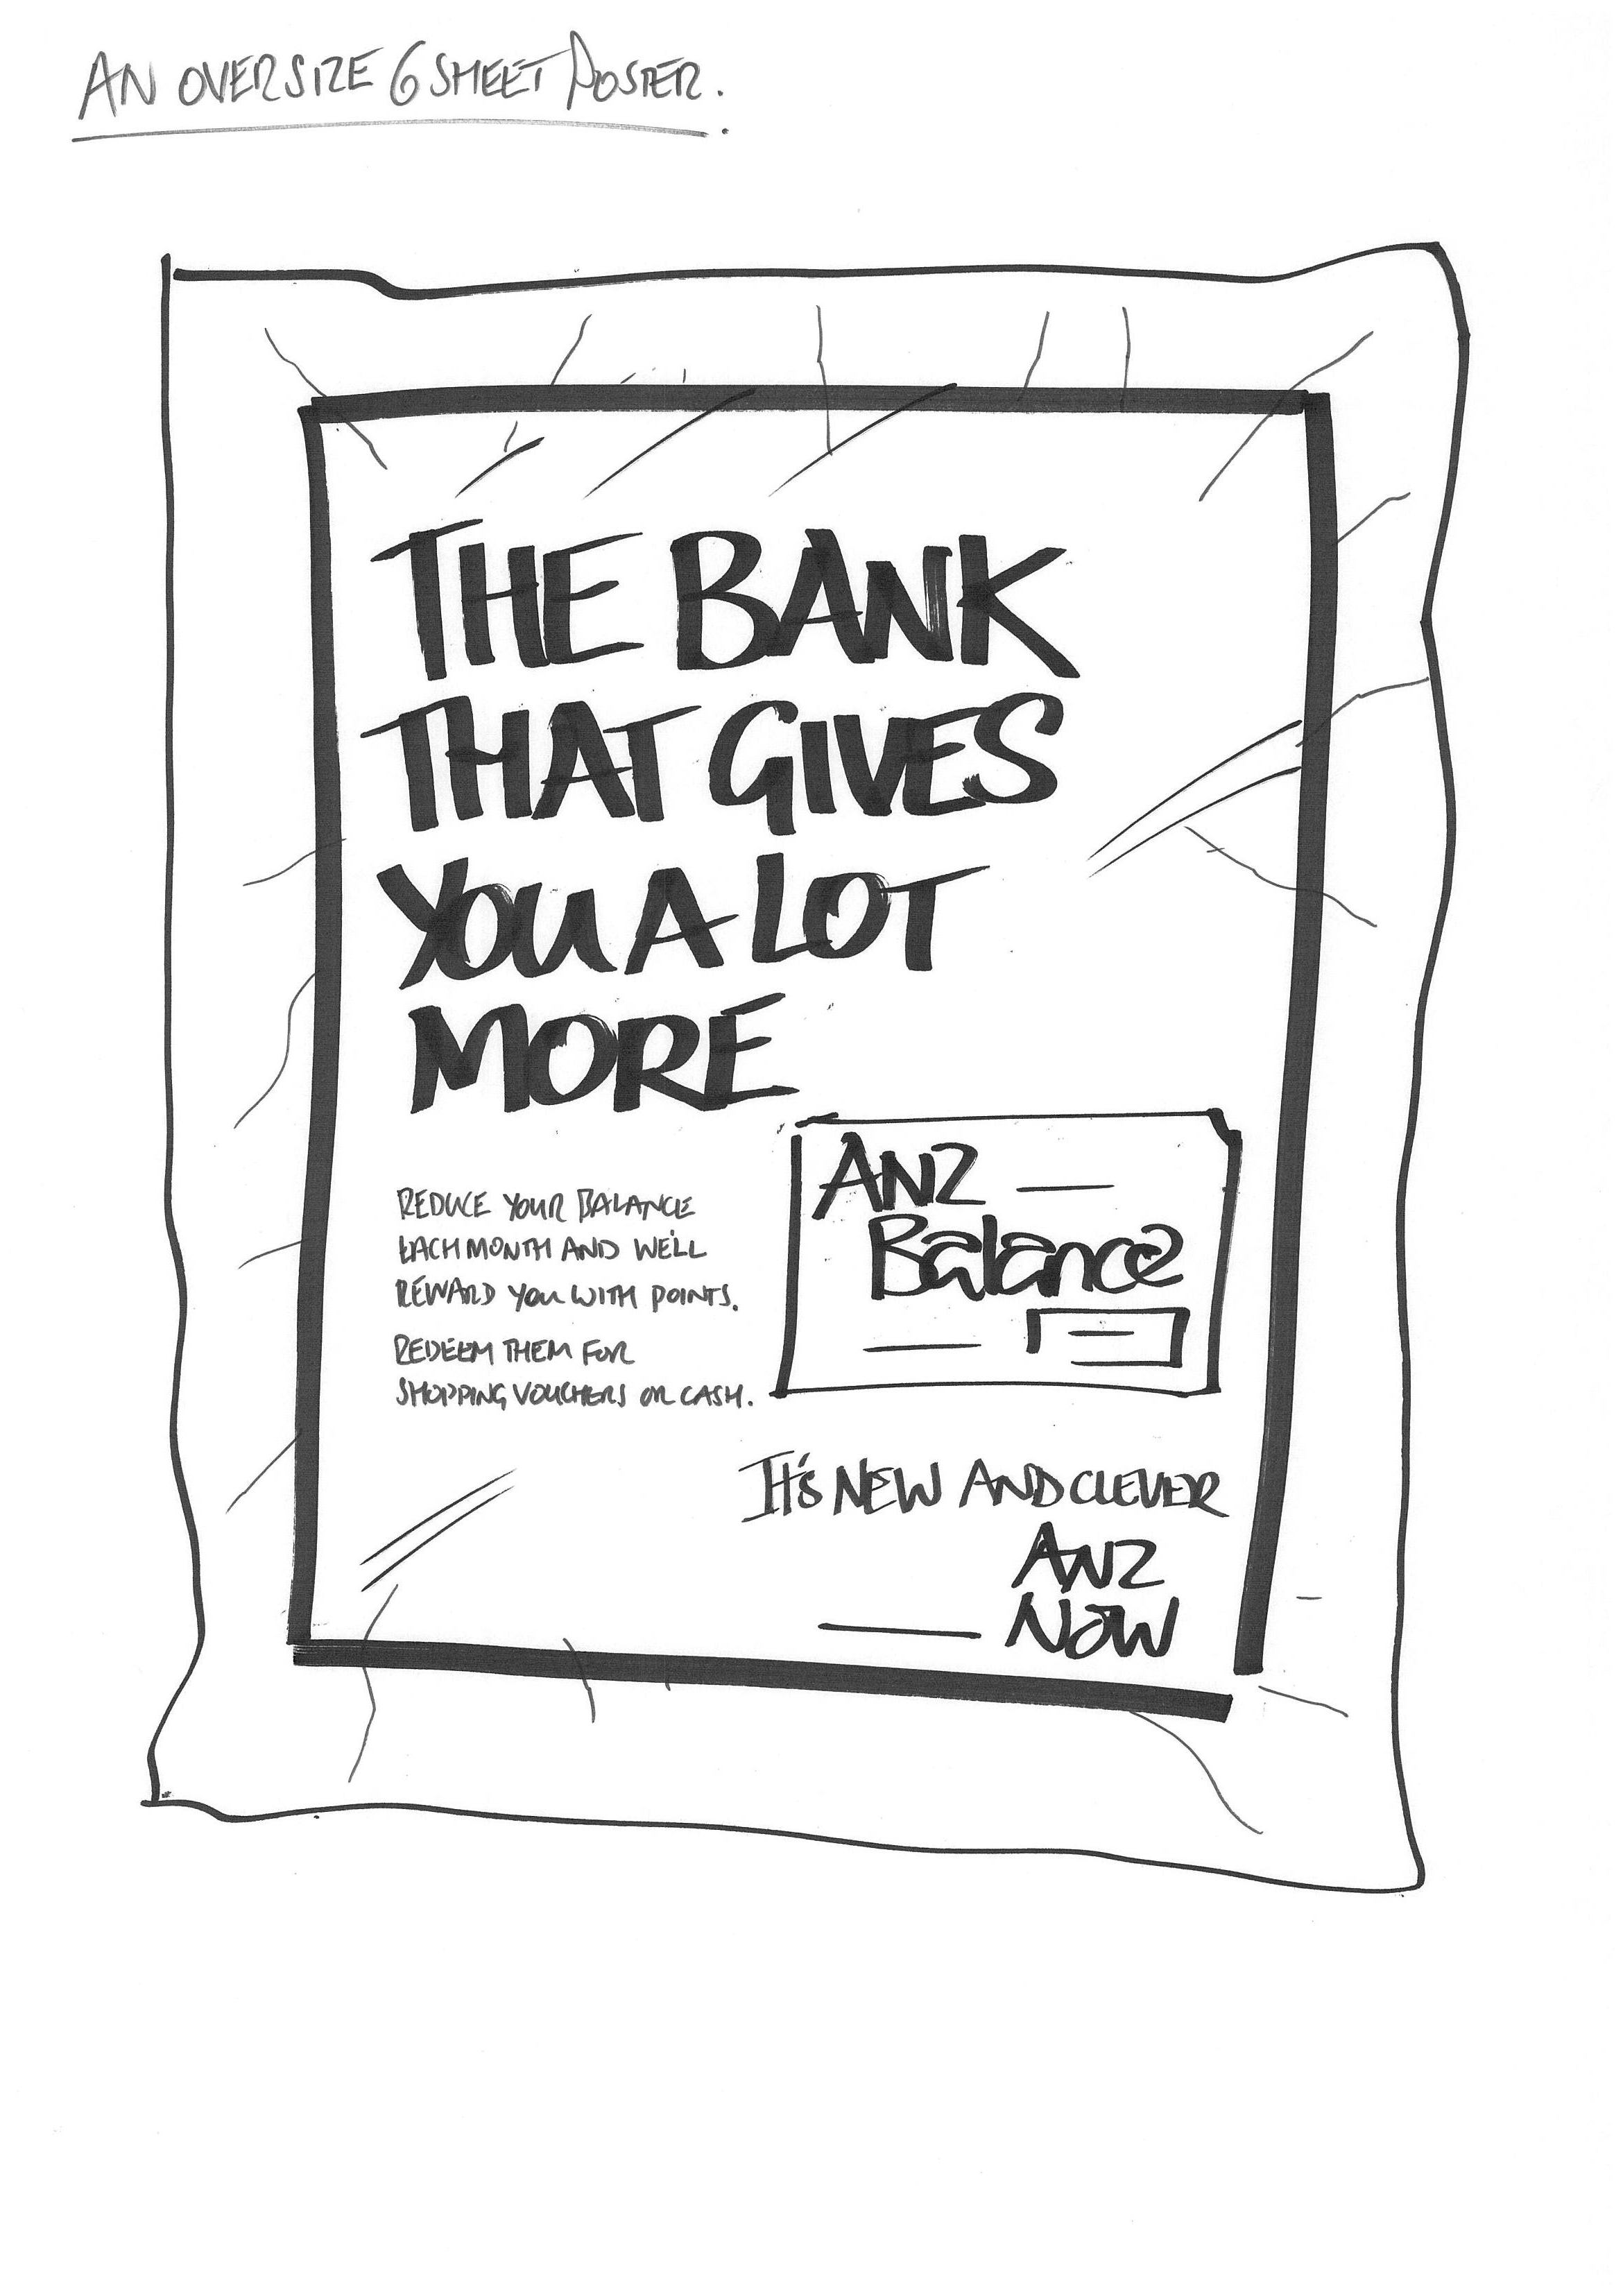 AN OVERSIZE 6 SHEET POSTER.
THE BANK
THAT GIVES
YOU A LOT
MORE
REDUCE YOUR BALANCE
EACH MONTH AND WE'LL
REWARD YOU WITH POINTS.
REDEEM THEM FOR
SHOPPING VOUCHERS OR CASH.
ANZ
Balance
It's NEW AND CLEVER
ANZ
NOW